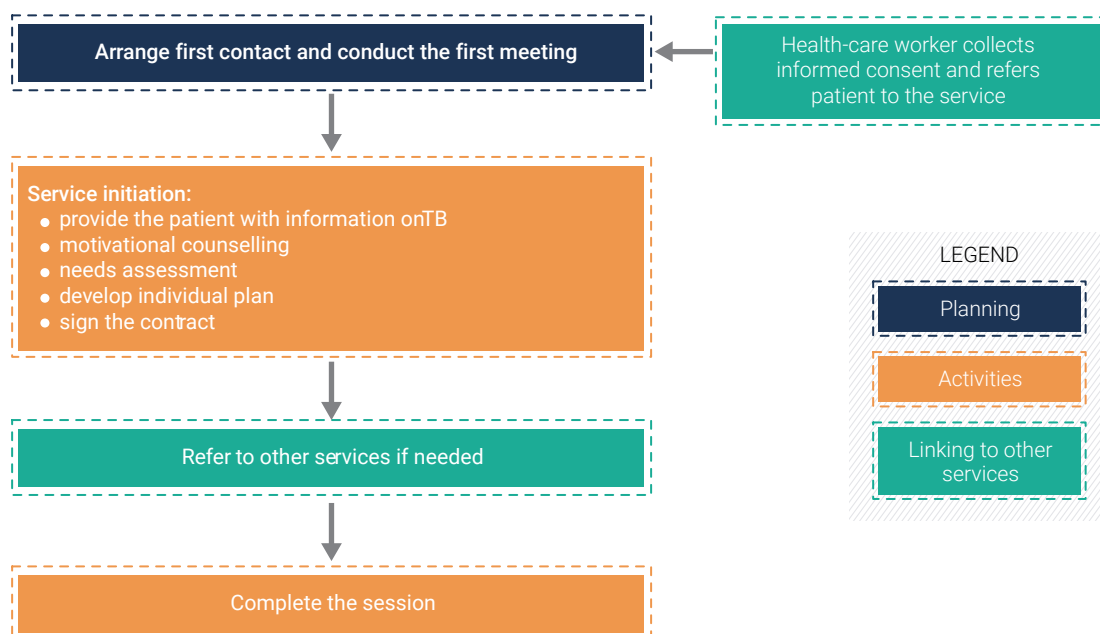 Arrange first contact and conduct the first meeting
Health-care worker collects
informed consent and refers
patient to the service
Service initiation:
● provide the patient with information onTB
● motivational counselling
● needs assessment
● develop individual plan
● sign the contract
LEGEND
Planning
Activities
Linking to other
services
Refer to other services if needed
Complete the session